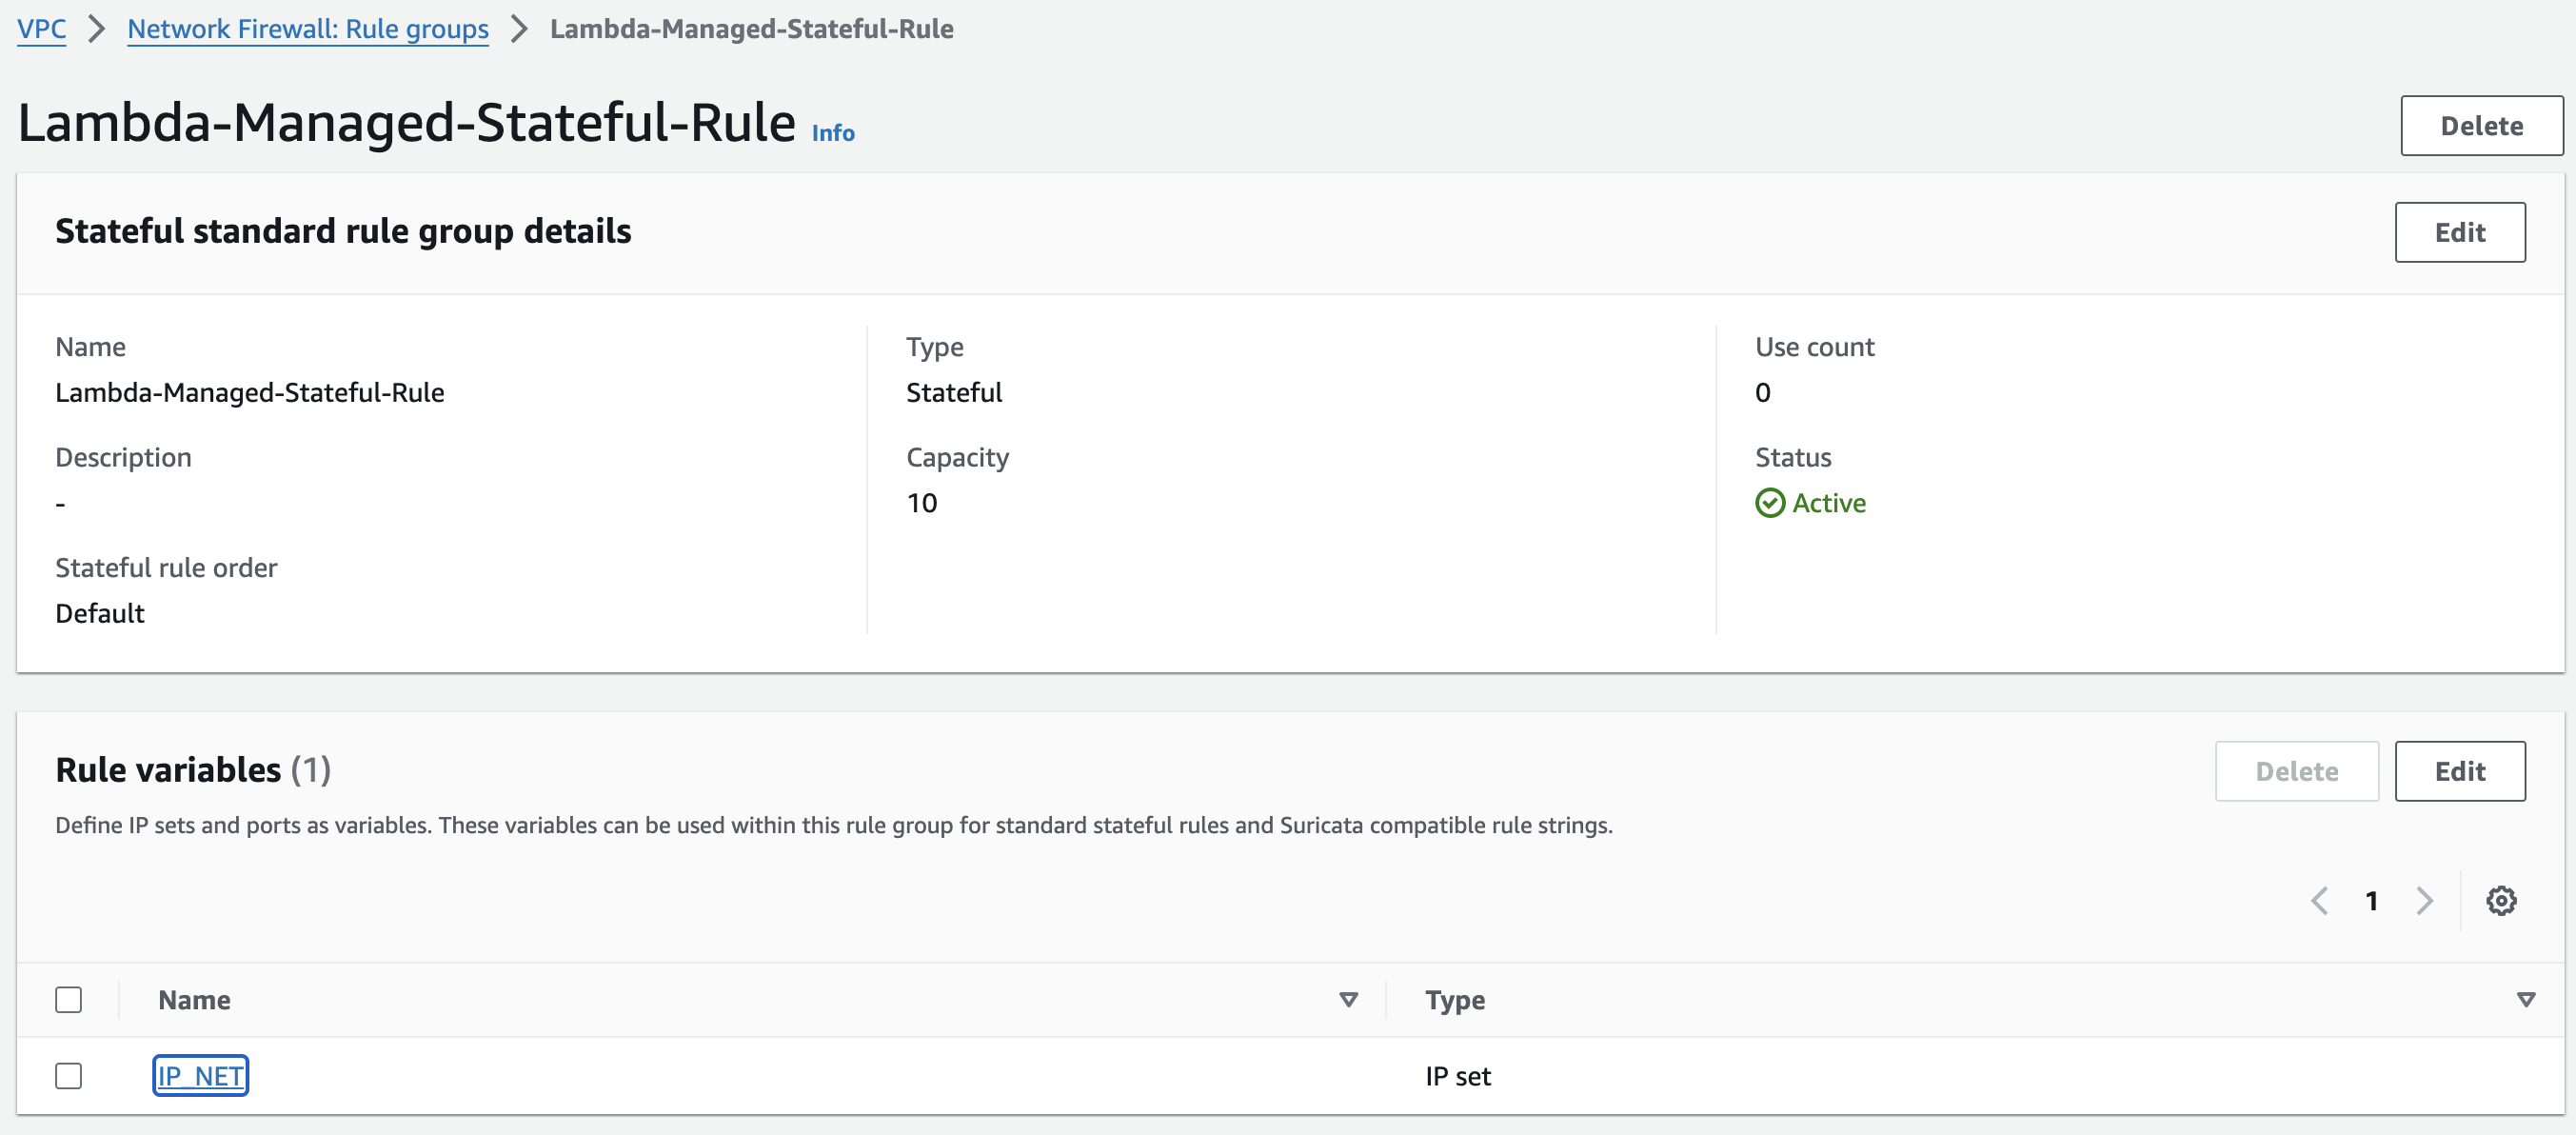 VPC > Network Firewall: Rule groups > Lambda-Managed-Stateful-Rule
Lambda-Managed-Stateful-Rule Info
Delete
Stateful standard rule group details
Edit
Name
Lambda-Managed-Stateful-Rule
Description
-
Stateful rule order
Default
Type
Stateful
Capacity
10
Use count
0
Status
Active
Rule variables (1)
Delete
Edit
Define IP sets and ports as variables. These variables can be used within this rule group for standard stateful rules and Suricata compatible rule strings.
1
Name Type
IP_NET IP set